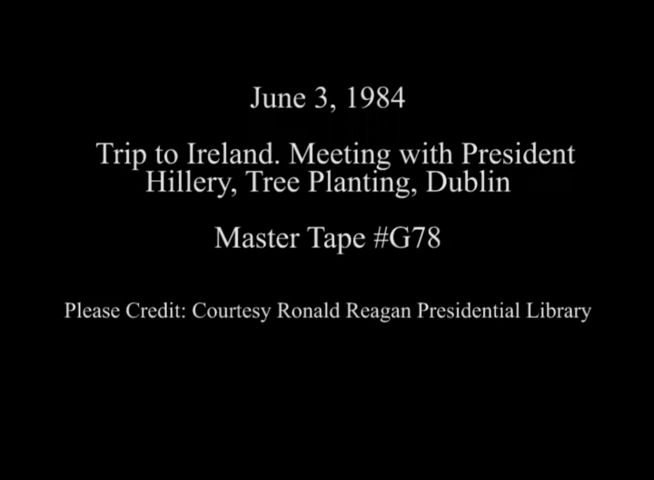 June 3, 1984
Trip to Ireland. Meeting with President
Hillery, Tree Planting, Dublin
Master Tape #G78
Please Credit: Courtesy Ronald Reagan Presidential Library